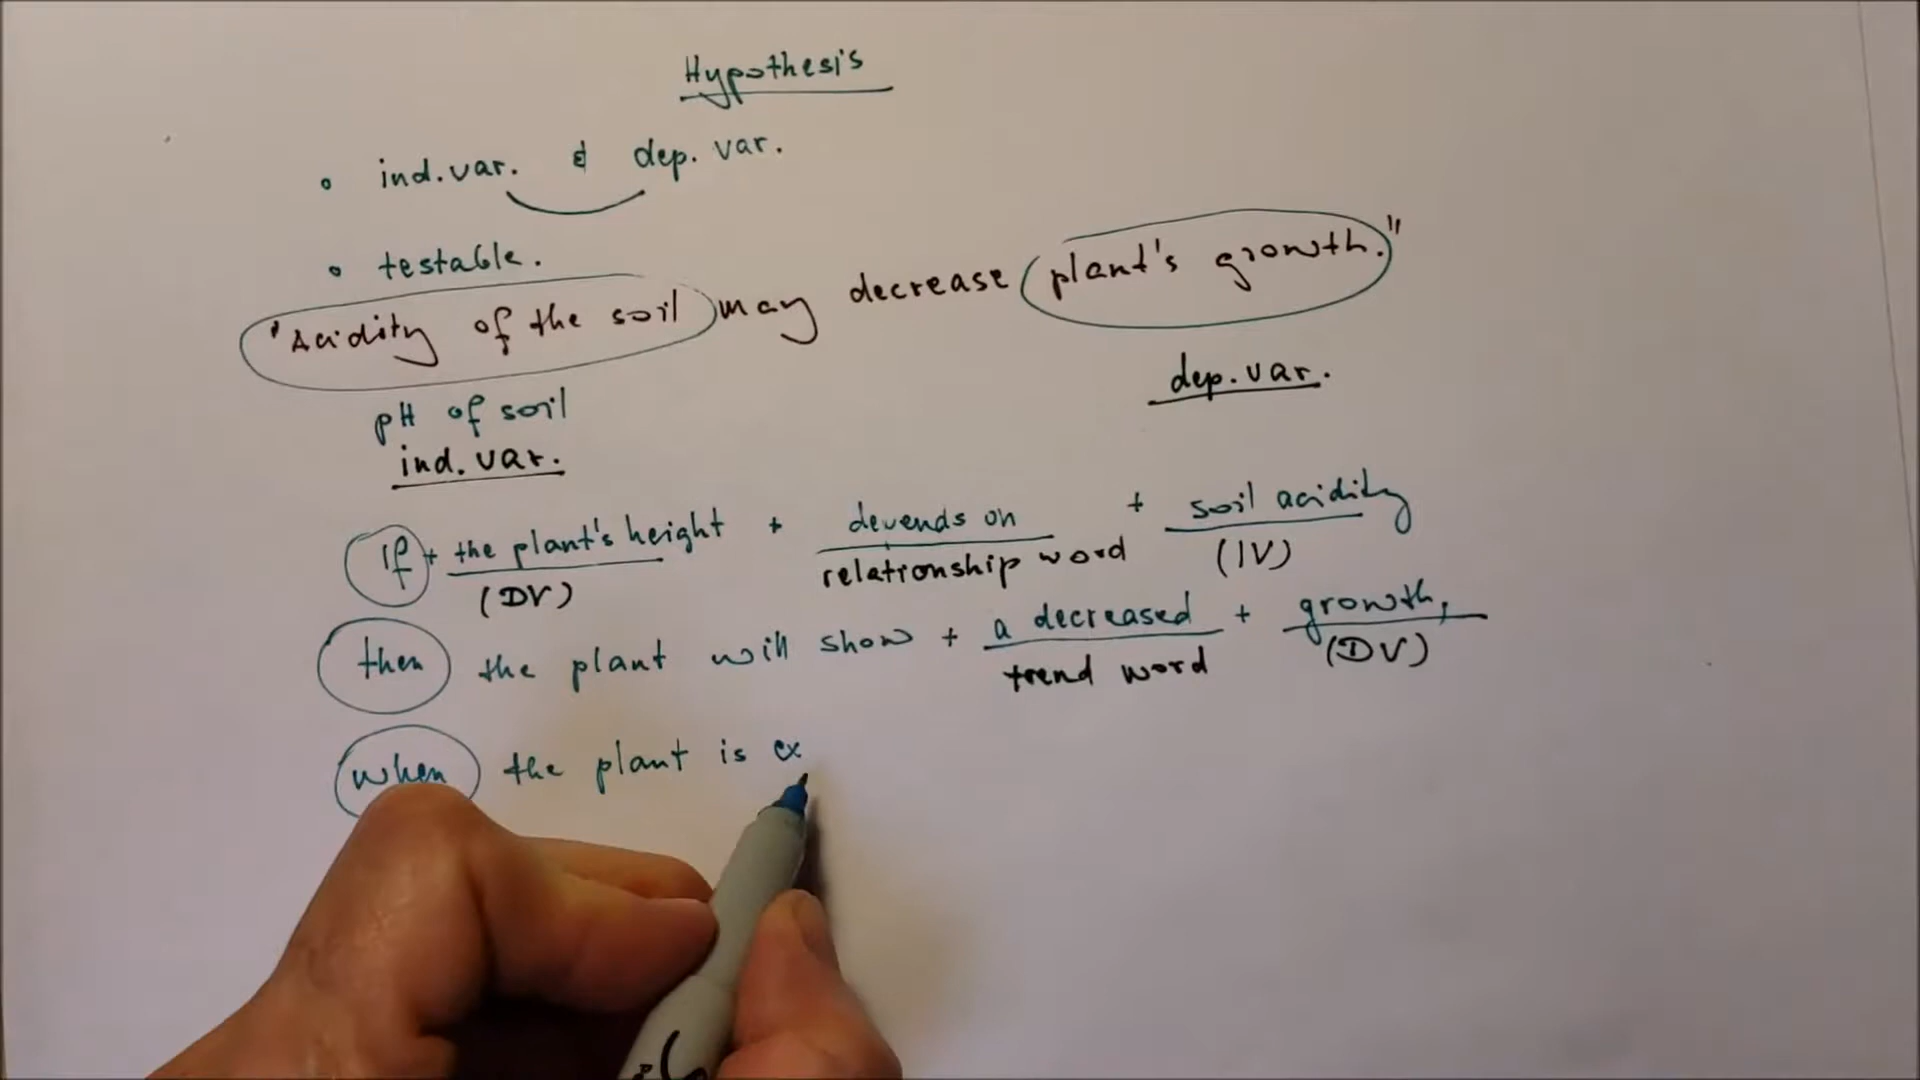 Hypothesis
• ind.var. & dep. var.
• testable.
"Acidity of the soil may decrease plant's growth."
pH of soil
ind. var.
dep. var.
If + the plant's height + depends on + soil acidity
(DV) relationship word (IV)
then the plant will show + a decreased + growth,
trend word (DV)
when the plant is ex